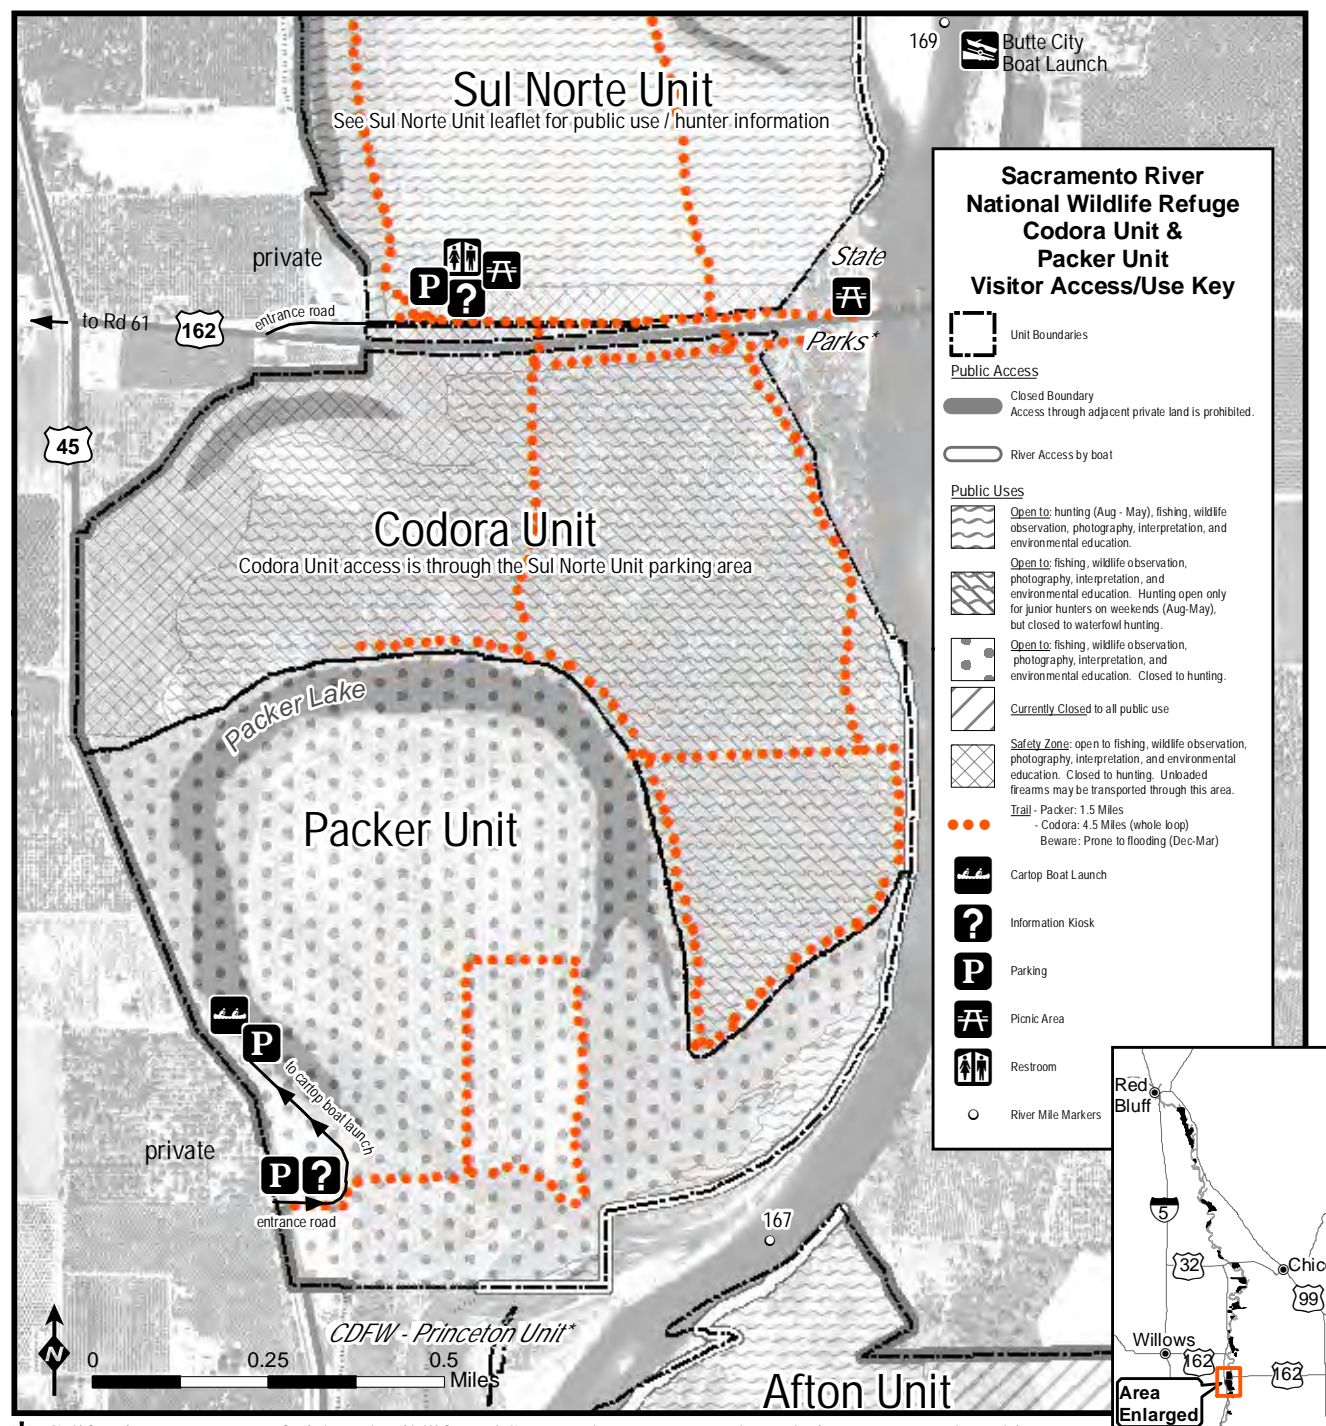 169
Butte City
Boat Launch
Sul Norte Unit
See Sul Norte Unit leaflet for public use / hunter information
private
State
P
?
to Rd 61
162
entrance road
Parks*
45
Codora Unit
Codora Unit access is through the Sul Norte Unit parking area
Packer Lake
Packer Unit
P
to cartop boat launch
private
P
?
entrance road
167
CDFW - Princeton Unit*
N
0
0.25
0.5
Miles
Afton Unit
Sacramento River
National Wildlife Refuge
Codora Unit &
Packer Unit
Visitor Access/Use Key
Unit Boundaries
Public Access
Closed Boundary
Access through adjacent private land is prohibited.
River Access by boat
Public Uses
Open to: hunting (Aug - May), fishing, wildlife
observation, photography, interpretation, and
environmental education.
Open to: fishing, wildlife observation,
photography, interpretation, and
environmental education. Hunting open only
for junior hunters on weekends (Aug-May),
but closed to waterfowl hunting.
Open to: fishing, wildlife observation,
photography, interpretation, and
environmental education. Closed to hunting.
Currently Closed to all public use
Safety Zone: open to fishing, wildlife observation,
photography, interpretation, and environmental
education. Closed to hunting. Unloaded
firearms may be transported through this area.
Trail - Packer: 1.5 Miles
- Codora: 4.5 Miles (whole loop)
Beware: Prone to flooding (Dec-Mar)
Cartop Boat Launch
?
Information Kiosk
P
Parking
Picnic Area
Restroom
River Mile Markers
Red
Bluff
5
32
Chic
99
Willows
162
162
Area
Enlarged